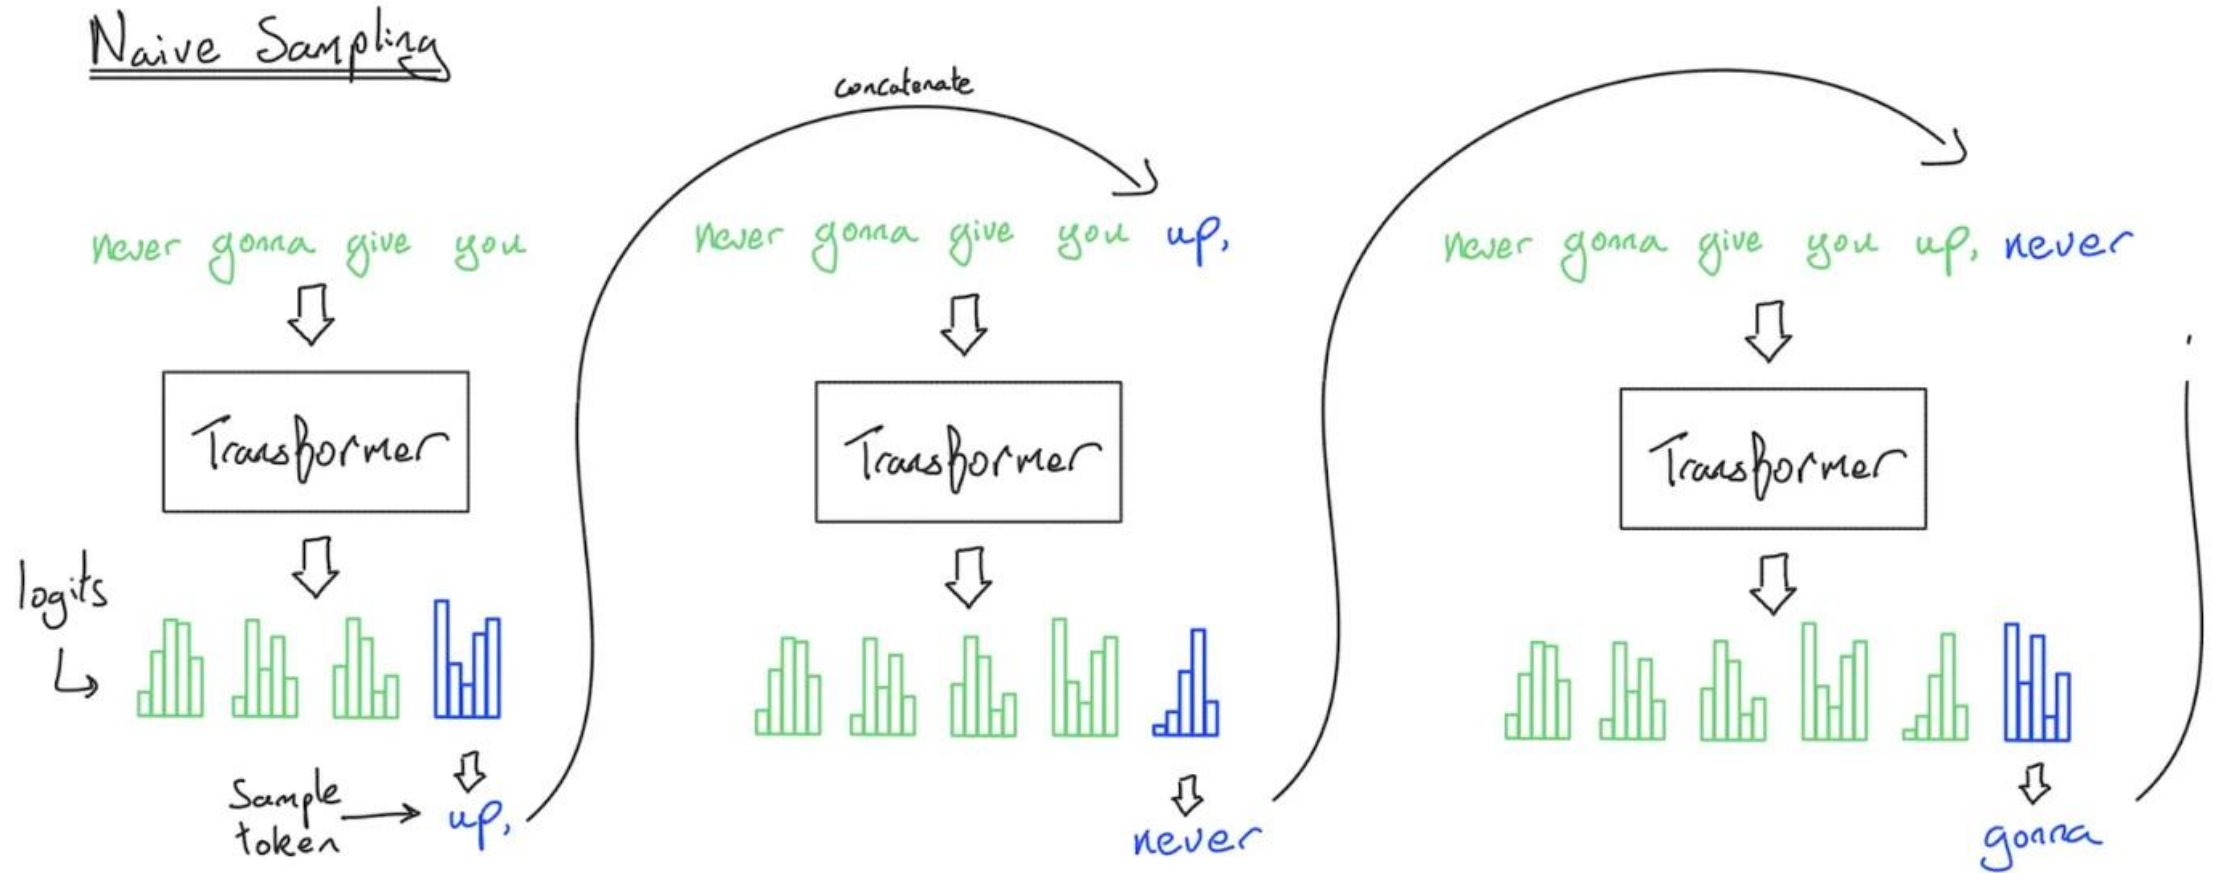 Naive Sampling
concatenate
never gonna give you
never gonna give you up,
never gonna give you up, never
Transformer
Transformer
Transformer
logits
Sample
token
up,
never
gonna